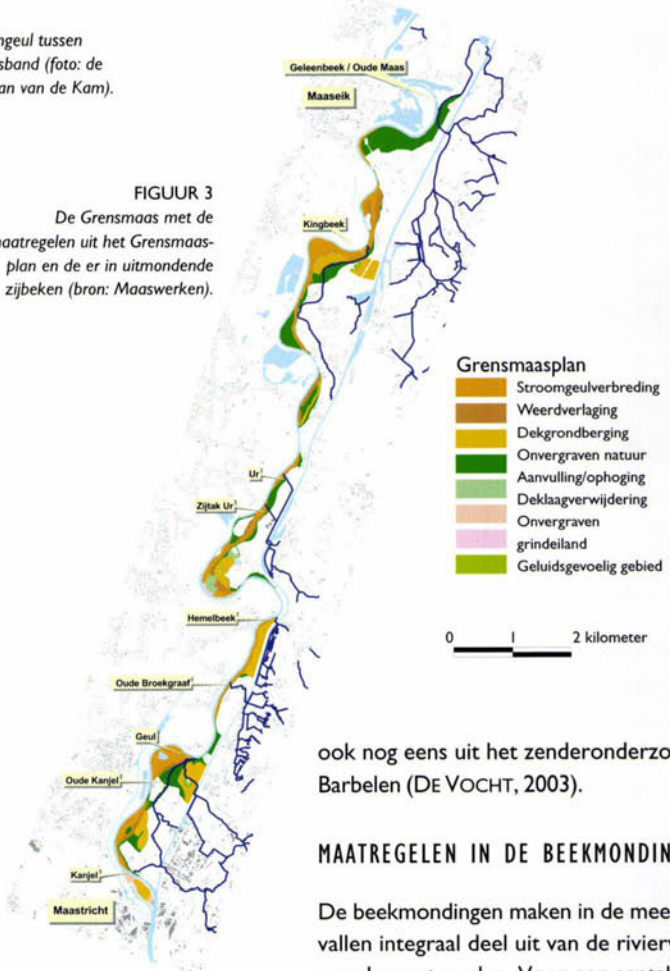 ngeul tussen
sband (foto: de
an van de Kam).
FIGUUR 3
De Grensmaas met de
maatregelen uit het Grensmaas-
plan en de er in uitmondende
zijbeken (bron: Maaswerken).
Geleenbeek / Oude Maas
Maaseik
Kingbeek
Ur
Zijtak Ur
Hemelbeek
Oude Broekgraaf
Geul
Oude Kanjel
Kanjel
Maastricht
Grensmaasplan
Stroomgeulverbreding
Weerdverlaging
Dekgrondberging
Onvergraven natuur
Aanvulling/ophoging
Deklaagverwijdering
Onvergraven
grindeiland
Geluidsgevoelig gebied
0 1 2 kilometer
ook nog eens uit het zenderonderzo
Barbelen (DE VOCHT, 2003).
MAATREGELEN IN DE BEEKMONDIN
De beekmondingen maken in de mee
vallen integraal deel uit van de rivierv